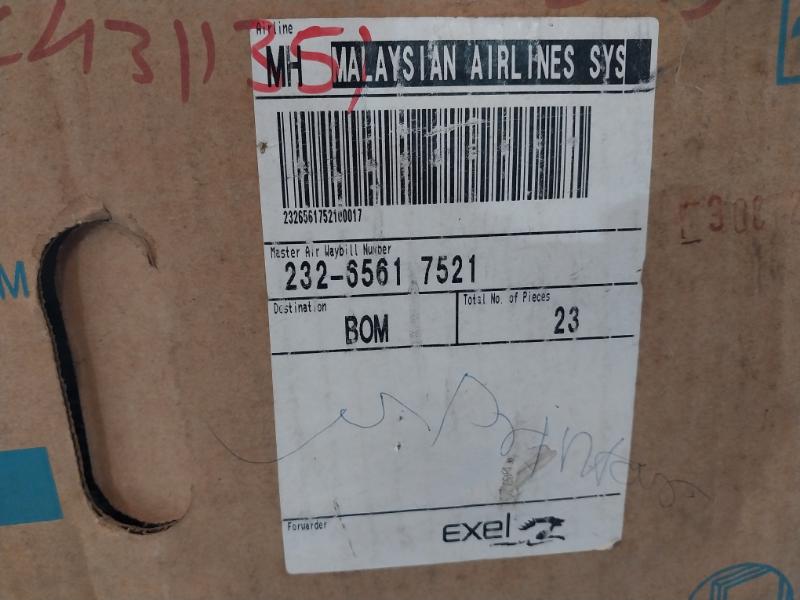 Airline
MH MALAYSIAN AIRLINES SYS
2326561752100017
Master Air Waybill Number
232-6561 7521
Destination
Total No. of Pieces
BOM
23
Forwarder
exel
M